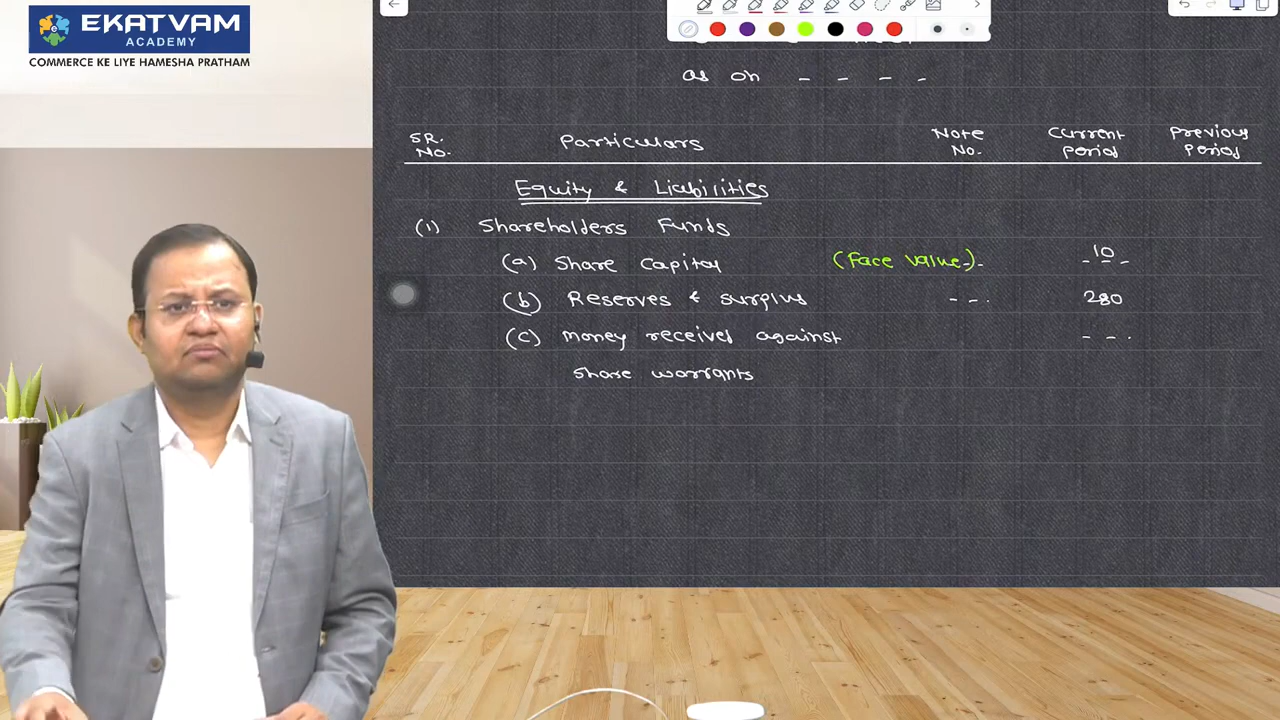 EKATVAM
ACADEMY
COMMERCE KE LIYE HAMESHA PRATHAM
as on - - - -
SR. No. Particulars Note No. Current Period Previous Period
Equity & Liabilities
(1) Shareholders Funds
(a) Share Capital (Face Value) - . - 10 - -
(b) Reserves & Surplus - - . 280
(c) money received against - - .
Share warrants